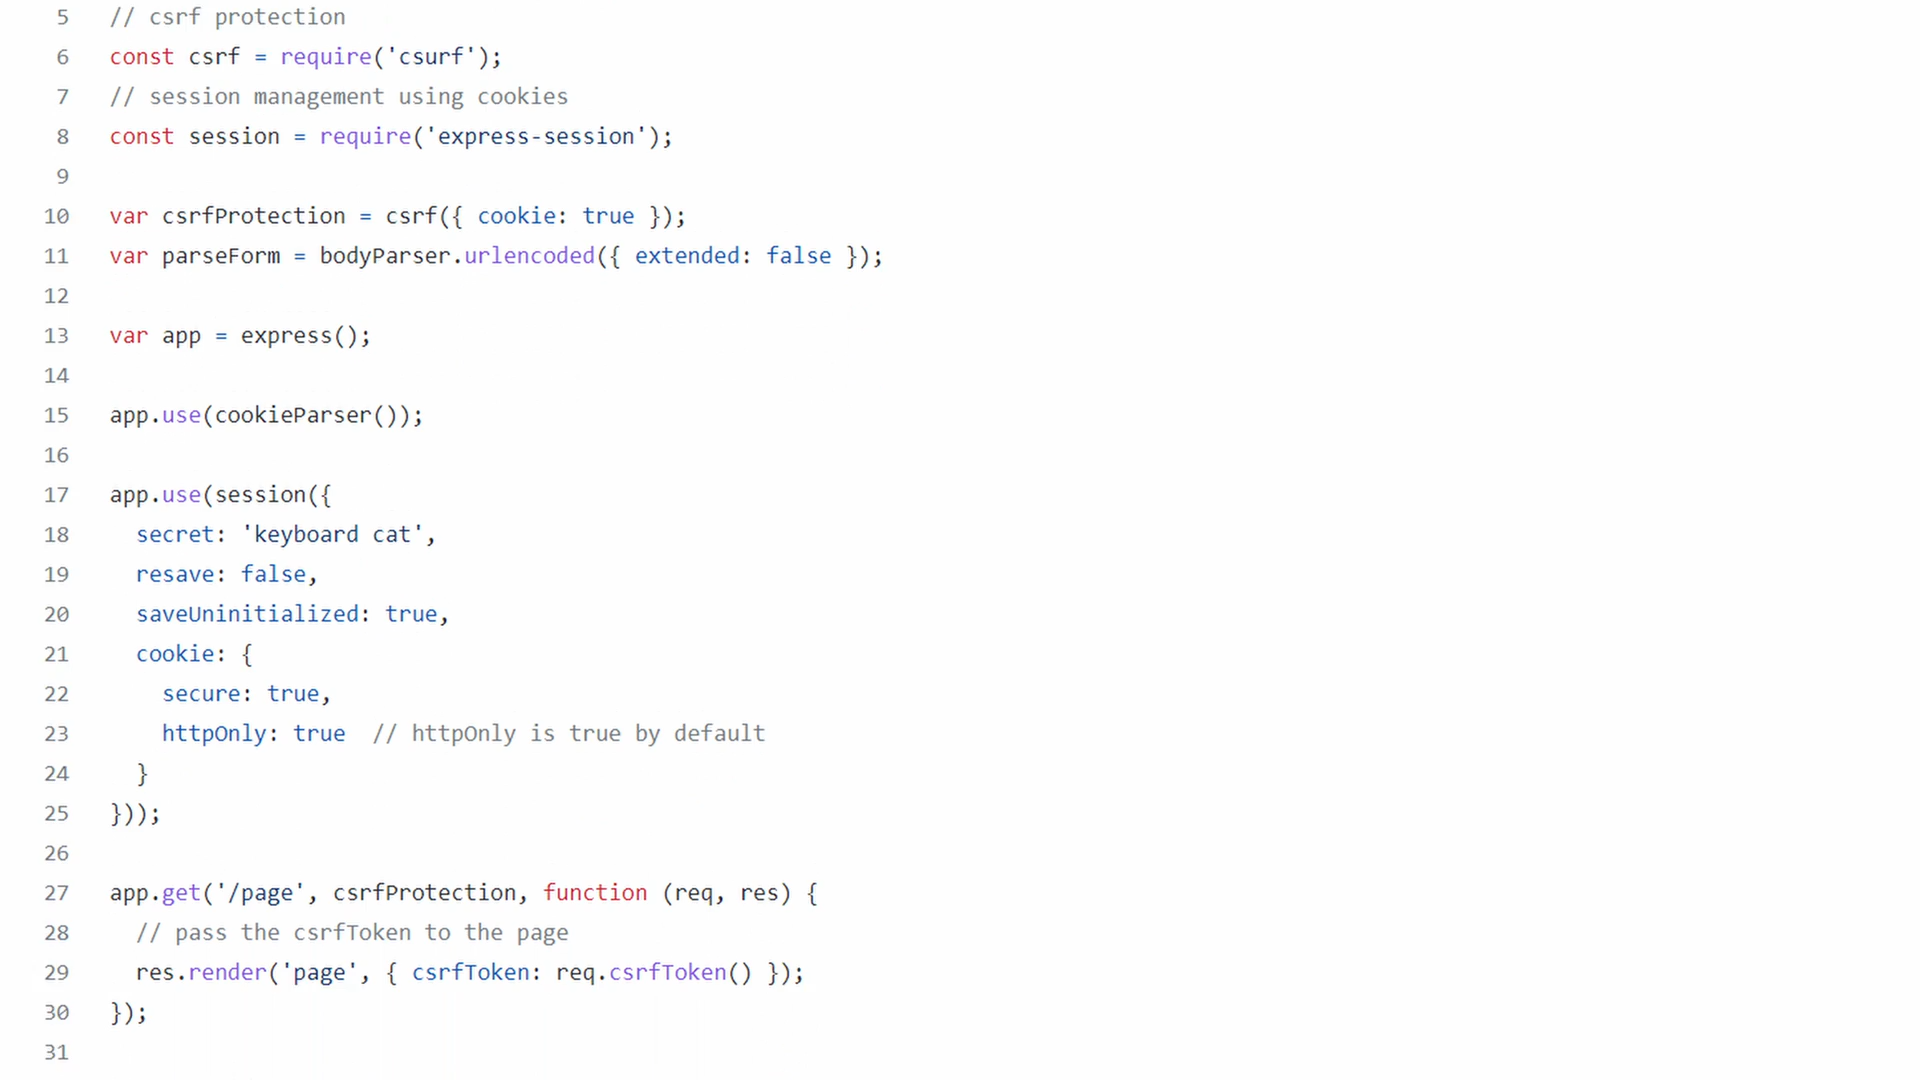 5 // csrf protection
6 const csrf = require('csurf');
7 // session management using cookies
8 const session = require('express-session');
9
10 var csrfProtection = csrf({ cookie: true });
11 var parseForm = bodyParser.urlencoded({ extended: false });
12
13 var app = express();
14
15 app.use(cookieParser());
16
17 app.use(session({
18   secret: 'keyboard cat',
19   resave: false,
20   saveUninitialized: true,
21   cookie: {
22     secure: true,
23     httpOnly: true  // httpOnly is true by default
24   }
25 }));
26
27 app.get('/page', csrfProtection, function (req, res) {
28   // pass the csrfToken to the page
29   res.render('page', { csrfToken: req.csrfToken() });
30 });
31